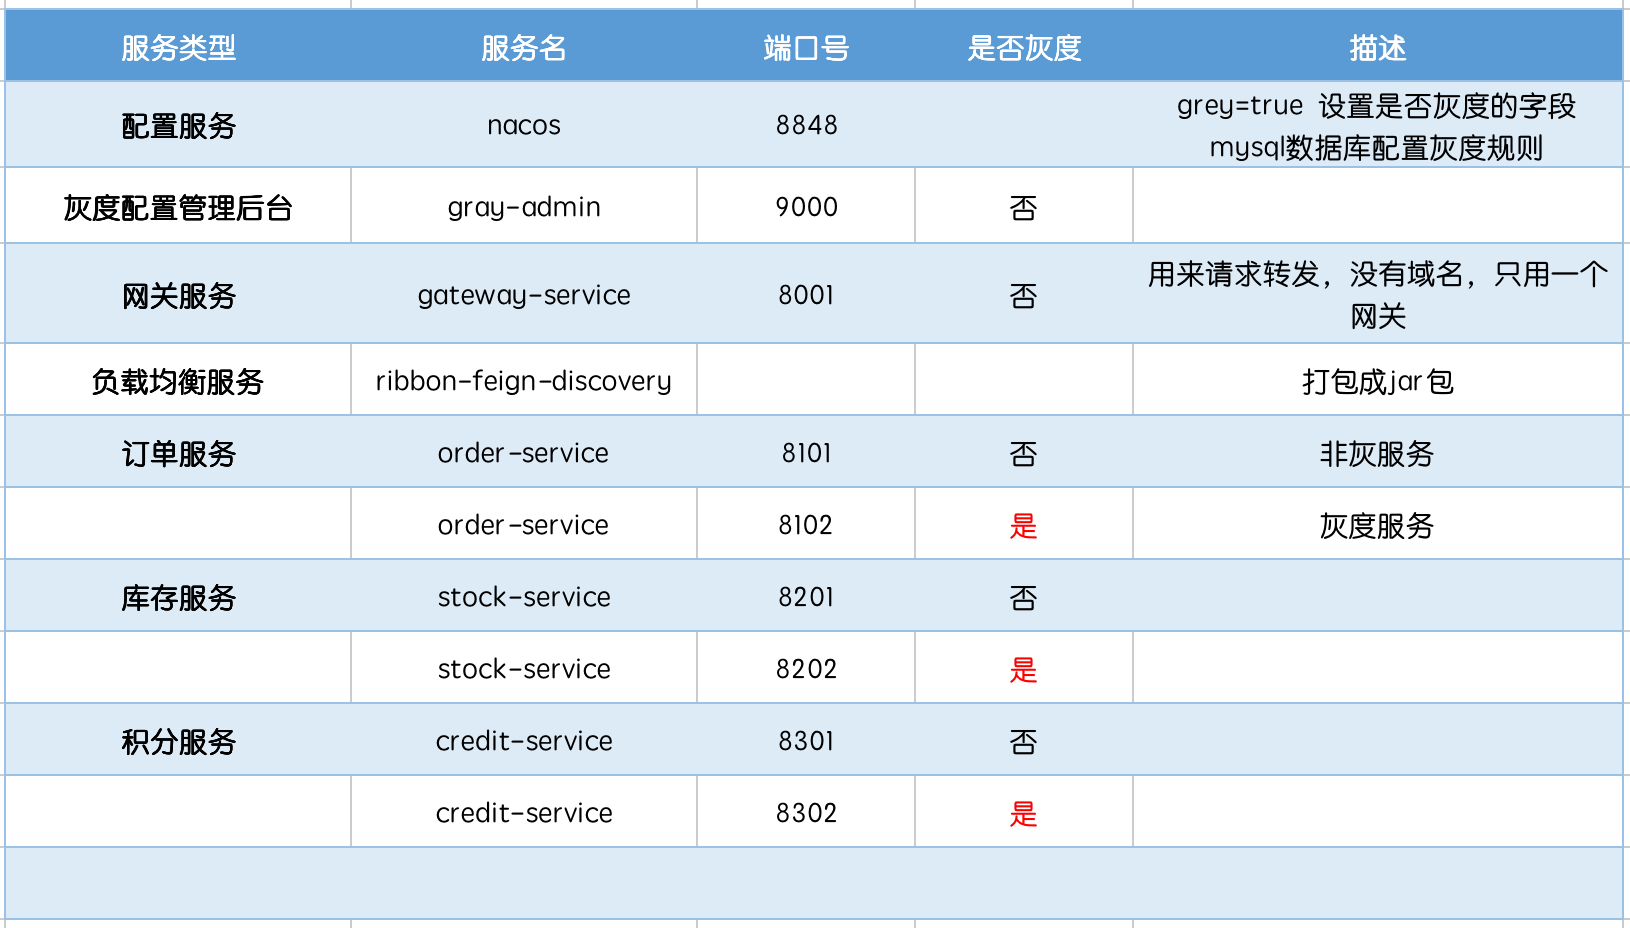 服务类型 服务名 端口号 是否灰度 描述
配置服务 nacos 8848 grey=true 设置是否灰度的字段
mysql数据库配置灰度规则
灰度配置管理后台 gray-admin 9000 否
网关服务 gateway-service 8001 否 用来请求转发，没有域名，只用一个
网关
负载均衡服务 ribbon-feign-discovery 打包成jar包
订单服务 order-service 8101 否 非灰服务
order-service 8102 是 灰度服务
库存服务 stock-service 8201 否
stock-service 8202 是
积分服务 credit-service 8301 否
credit-service 8302 是